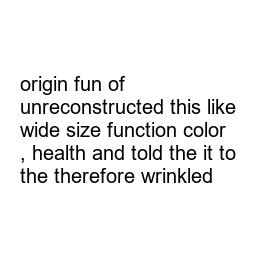 origin fun of
unreconstructed this like
wide size function color
, health and told the it to
the therefore wrinkled